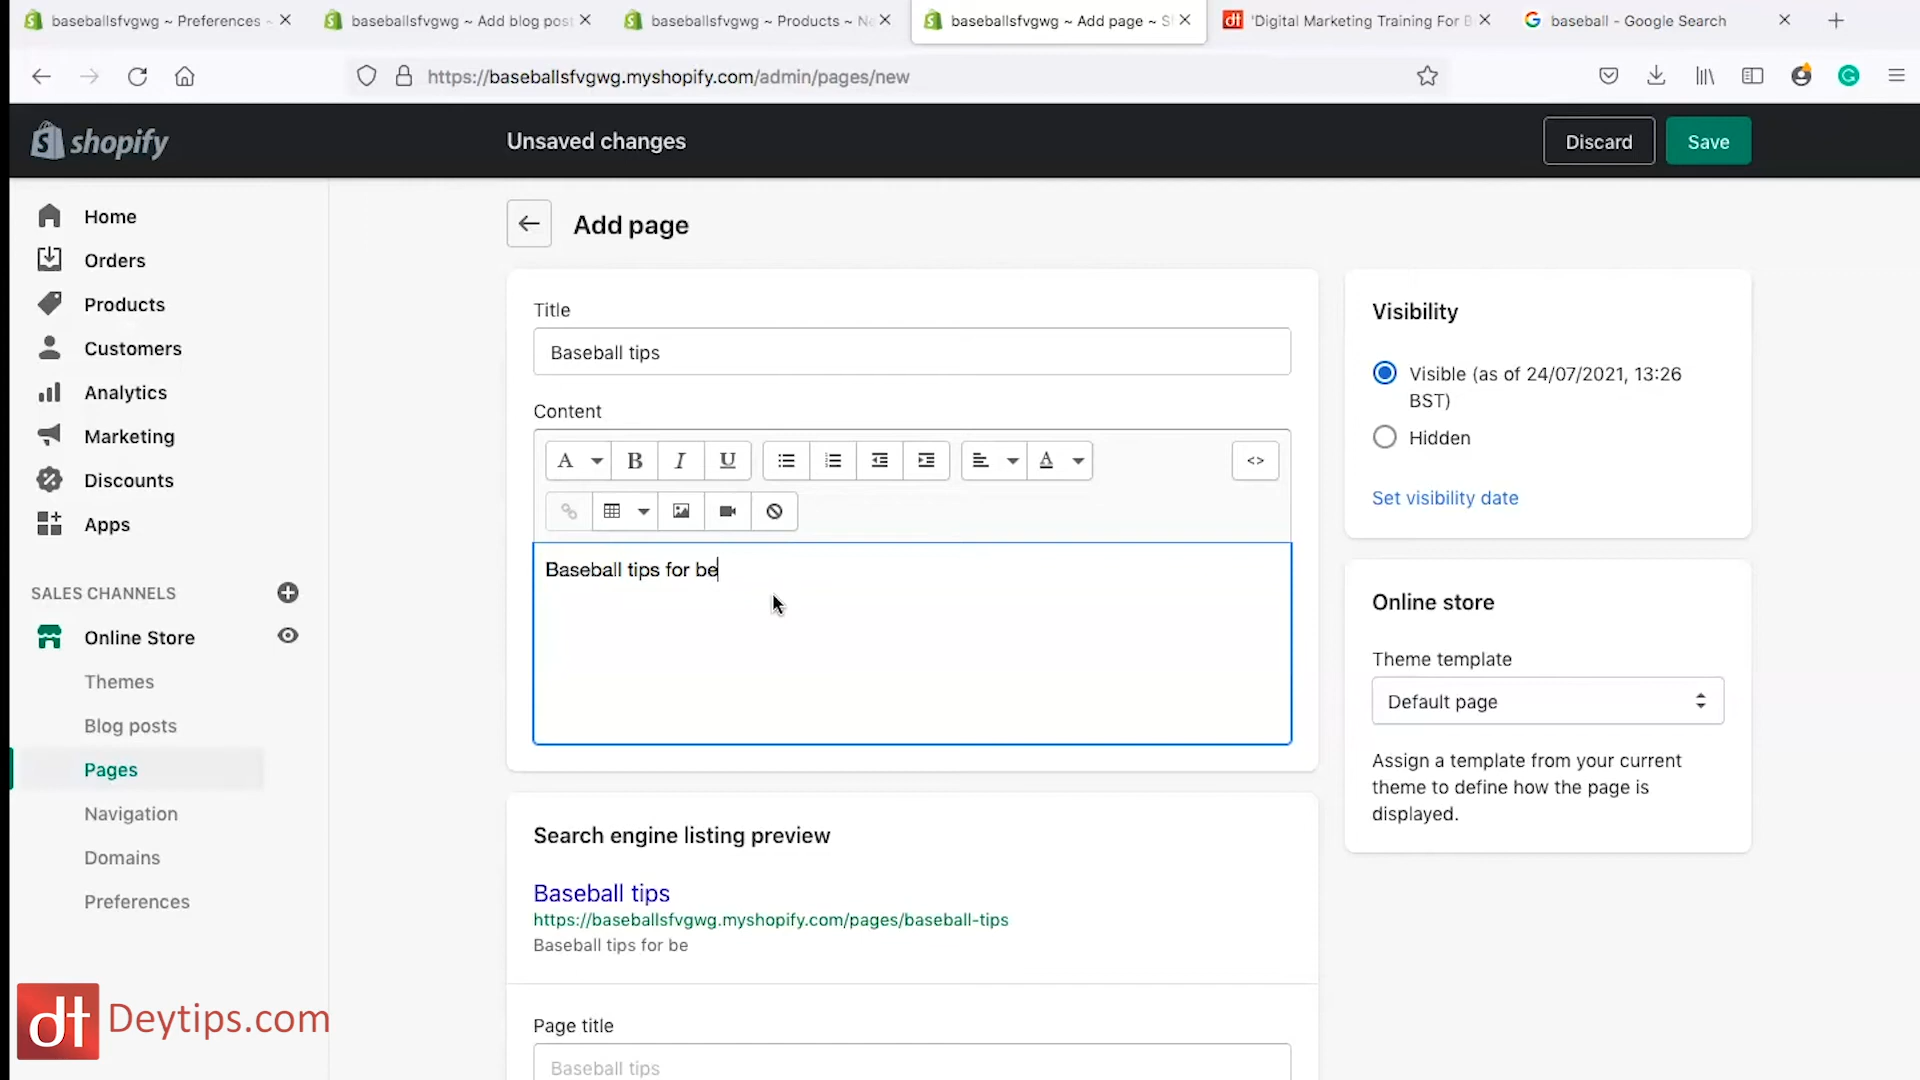 baseballsfvgwg ~ Preferences ~
baseballsfvgwg ~ Add blog post
baseballsfvgwg ~ Products ~ Ne
baseballsfvgwg ~ Add page ~ S
dt 'Digital Marketing Training For B
baseball - Google Search
https://baseballsfvgwg.myshopify.com/admin/pages/new
shopify
Unsaved changes
Discard
Save
Home
Orders
Products
Customers
Analytics
Marketing
Discounts
Apps
SALES CHANNELS
Online Store
Themes
Blog posts
Pages
Navigation
Domains
Preferences
Add page
Title
Baseball tips
Content
A B I U A <>
Baseball tips for be
Search engine listing preview
Baseball tips
https://baseballsfvgwg.myshopify.com/pages/baseball-tips
Baseball tips for be
Page title
Baseball tips
Visibility
Visible (as of 24/07/2021, 13:26
BST)
Hidden
Set visibility date
Online store
Theme template
Default page
Assign a template from your current
theme to define how the page is
displayed.
dt Deytips.com